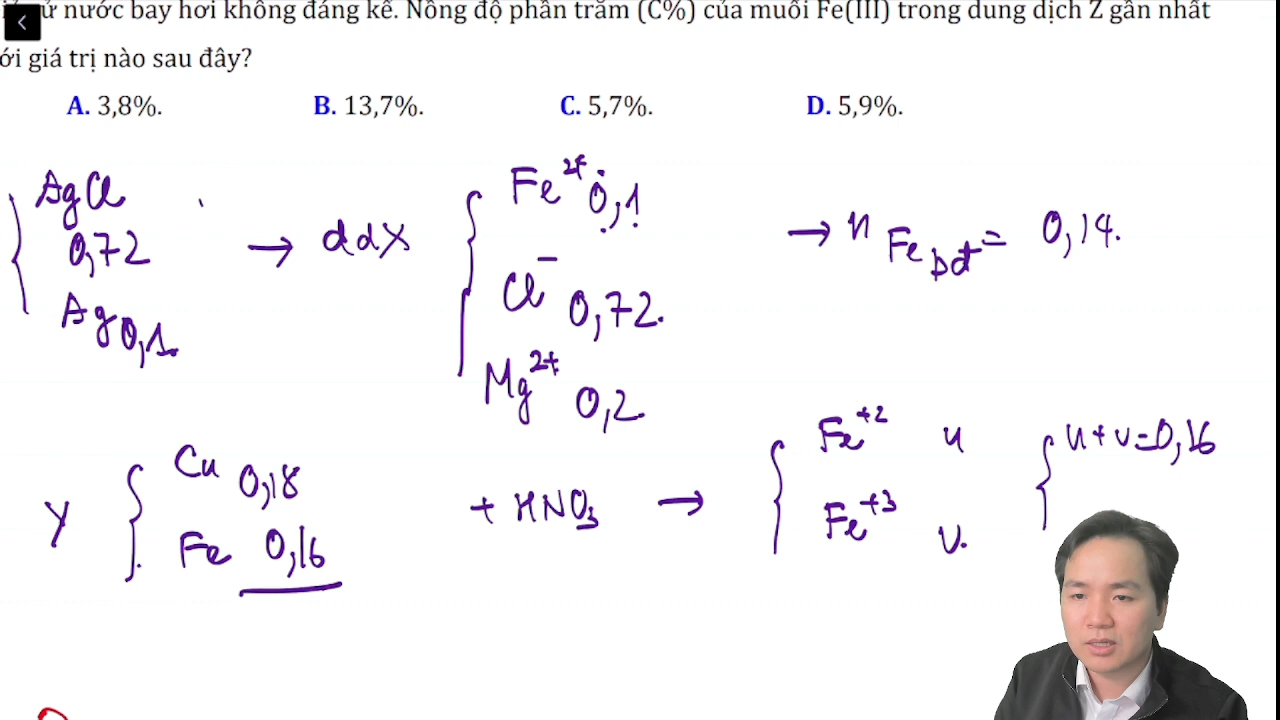 sử nước bay hơi không đáng kể. Nồng độ phần trăm (C%) của muối Fe(III) trong dung dịch Z gần nhất
ới giá trị nào sau đây?
A. 3,8%. B. 13,7%. C. 5,7%. D. 5,9%.
AgCl 0,72
Ag 0,1
→ ddX
Fe²⁺ 0,1
Cl⁻ 0,72.
Mg²⁺ 0,2
→ n Fe bđ = 0,14.
Y
Cu 0,18
Fe 0,16
+ HNO₃ →
Fe⁺² u
Fe⁺³ v.
u+v=0,16